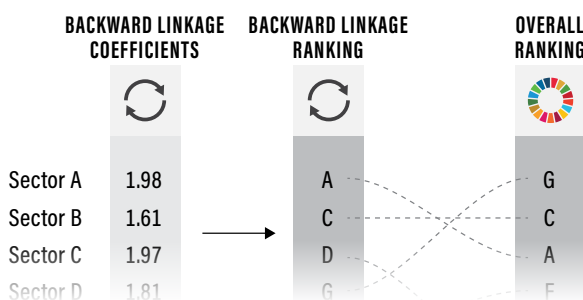 BACKWARD LINKAGE COEFFICIENTS
BACKWARD LINKAGE RANKING
OVERALL RANKING
Sector A 1.98 A G
Sector B 1.61 C C
Sector C 1.97 D A
Sector D 1.81 G F